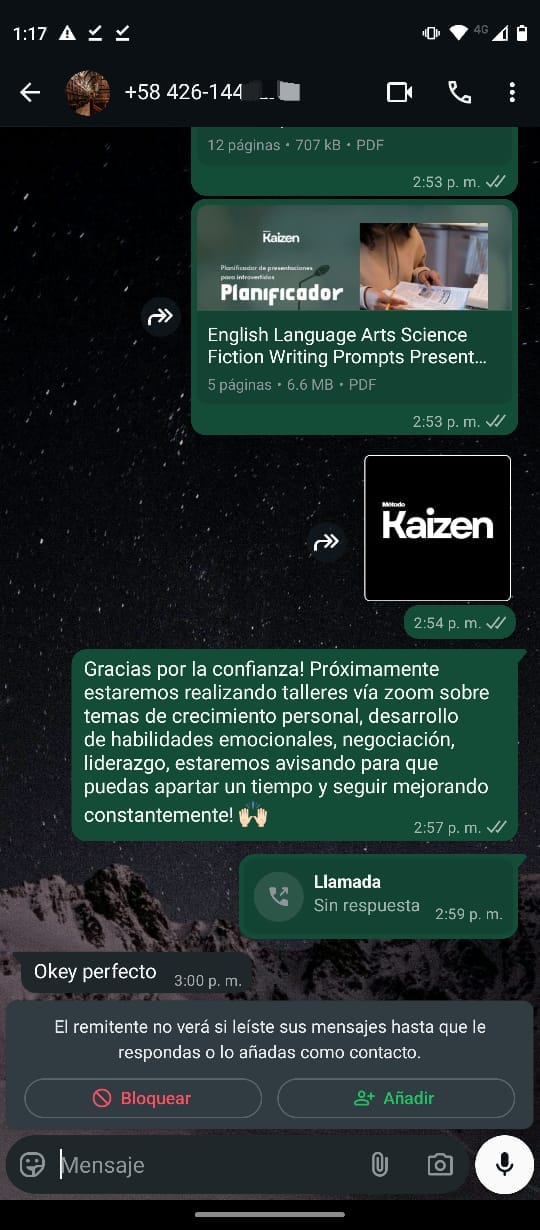 1:17
4G
+58 426-144
12 páginas • 707 kB • PDF
2:53 p. m.
Kaizen
Planificador de presentaciones
para introvertidos
Planificador
English Language Arts Science
Fiction Writing Prompts Present...
5 páginas • 6.6 MB • PDF
2:53 p. m.
Método
Kaizen
2:54 p. m.
Gracias por la confianza! Próximamente
estaremos realizando talleres vía zoom sobre
temas de crecimiento personal, desarrollo
de habilidades emocionales, negociación,
liderazgo, estaremos avisando para que
puedas apartar un tiempo y seguir mejorando
constantemente! 🙌🏻
2:57 p. m.
Llamada
Sin respuesta
2:59 p. m.
Okey perfecto
3:00 p. m.
El remitente no verá si leíste sus mensajes hasta que le
respondas o lo añadas como contacto.
Bloquear
Añadir
Mensaje